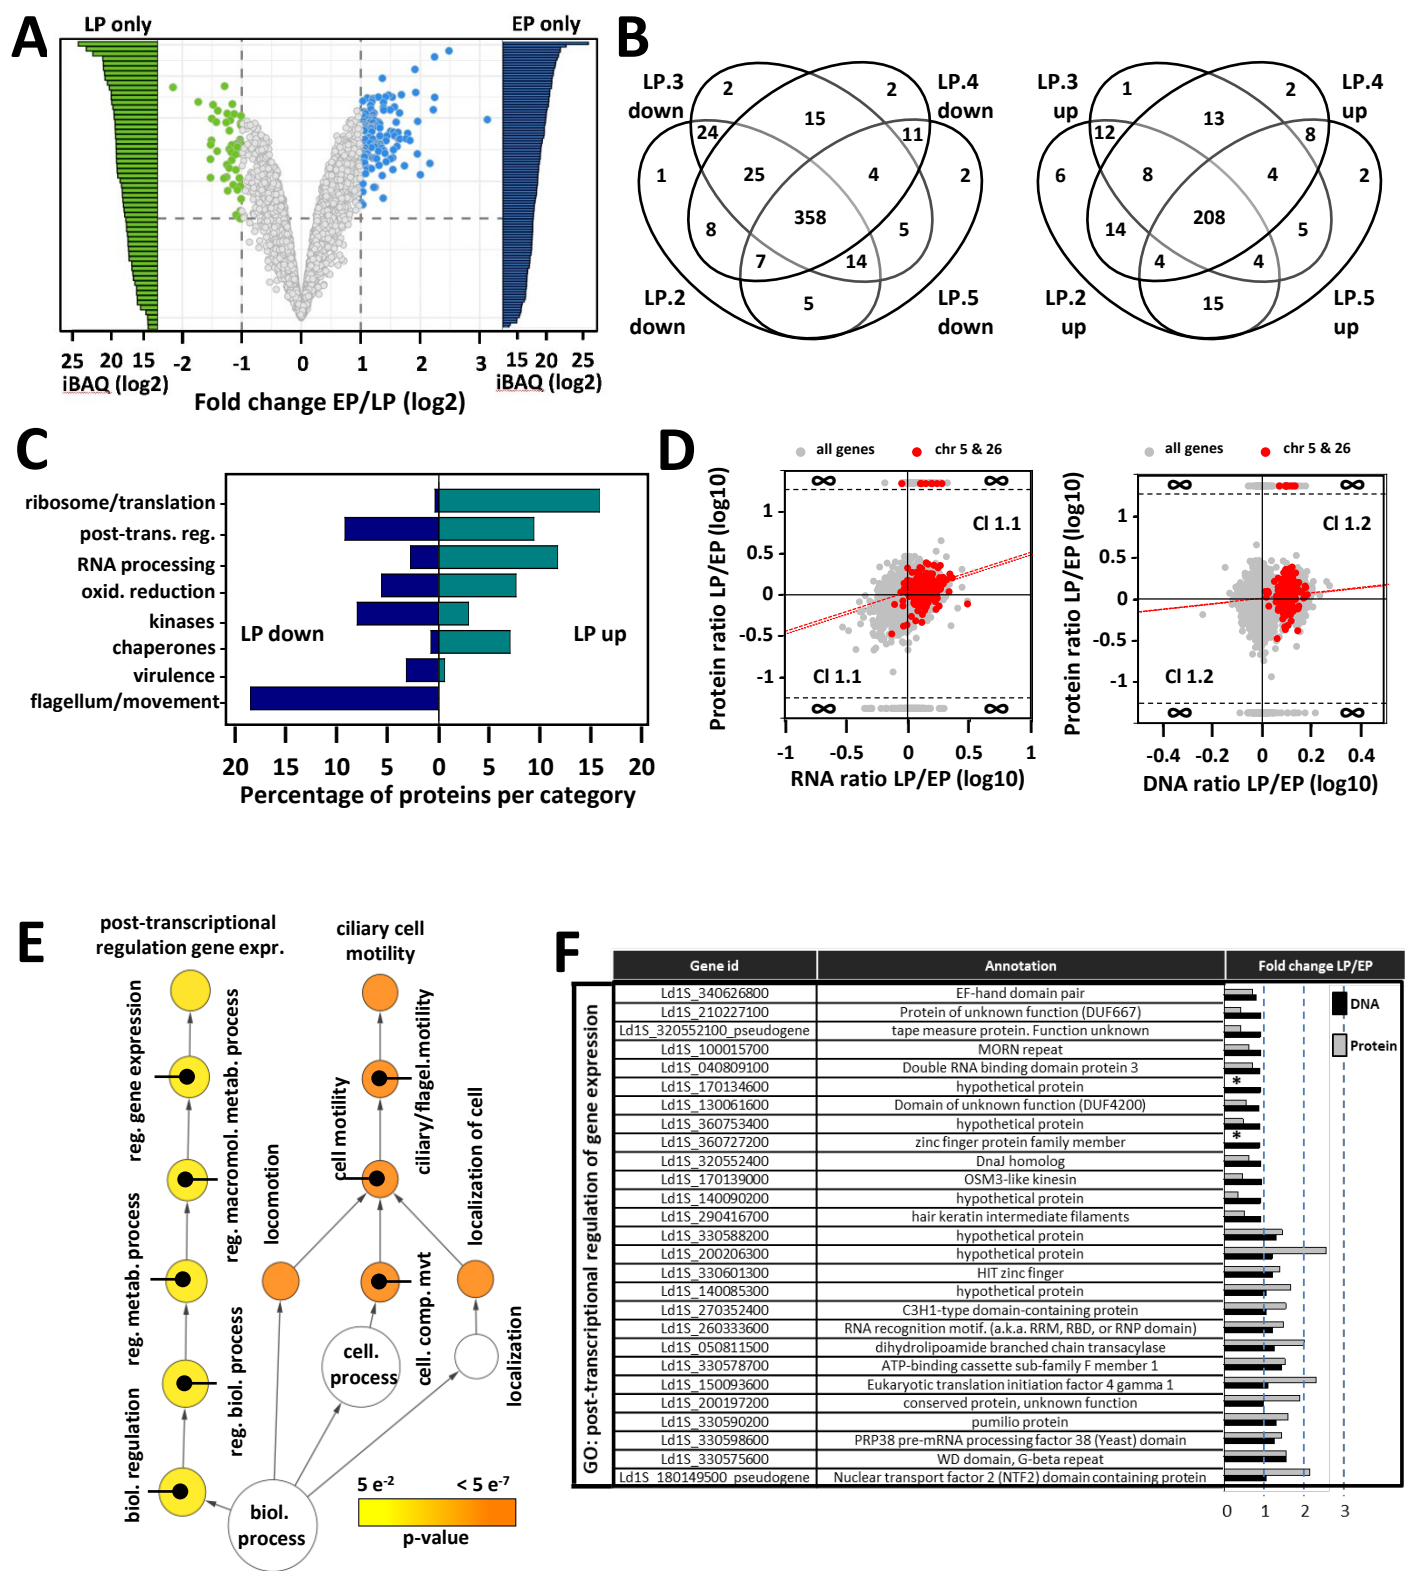 A
LP only
EP only
25 20 15
-2 -1 0 1 2 3
15 20 25
iBAQ (log2)
iBAQ (log2)
Fold change EP/LP (log2)
B
LP.3
down
LP.4
down
LP.2
down
LP.5
down
2
2
15
24
11
1
25
4
2
358
8
5
7
14
5
LP.3
up
LP.4
up
LP.2
up
LP.5
up
1
2
13
12
8
6
8
4
2
208
14
5
4
4
15
C
ribosome/translation
post-trans. reg.
RNA processing
oxid. reduction
kinases
chaperones
virulence
flagellum/movement
LP down
LP up
20 15 10 5 0 5 10 15 20
Percentage of proteins per category
D
all genes
chr 5 & 26
∞
∞
Cl 1.1
1
0.5
0
-0.5
-1
Cl 1.1
∞
∞
-1 -0.5 0 0.5 1
RNA ratio LP/EP (log10)
Protein ratio LP/EP (log10)
all genes
chr 5 & 26
∞
∞
Cl 1.2
1
0.5
0
-0.5
-1
Cl 1.2
∞
∞
-0.4 -0.2 0 0.2 0.4
DNA ratio LP/EP (log10)
Protein ratio LP/EP (log10)
E
post-transcriptional
regulation gene expr.
ciliary cell
motility
reg. gene expression
reg. macromol. metab. process
reg. metab. process
reg. biol. process
biol. regulation
locomotion
cell motility
ciliary/flagel.motility
localization of cell
cell. comp. mvt
localization
cell.
process
biol.
process
5 e-2
< 5 e-7
p-value
F
Gene id Annotation Fold change LP/EP
GO: post-transcriptional regulation of gene expression
Ld1S_340626800 EF-hand domain pair
Ld1S_210227100 Protein of unknown function (DUF667)
Ld1S_320552100_pseudogene tape measure protein. Function unknown
Ld1S_100015700 MORN repeat
Ld1S_040809100 Double RNA binding domain protein 3
Ld1S_170134600 hypothetical protein *
Ld1S_130061600 Domain of unknown function (DUF4200)
Ld1S_360753400 hypothetical protein
Ld1S_360727200 zinc finger protein family member *
Ld1S_320552400 DnaJ homolog
Ld1S_170139000 OSM3-like kinesin
Ld1S_140090200 hypothetical protein
Ld1S_290416700 hair keratin intermediate filaments
Ld1S_330588200 hypothetical protein
Ld1S_200206300 hypothetical protein
Ld1S_330601300 HIT zinc finger
Ld1S_140085300 hypothetical protein
Ld1S_270352400 C3H1-type domain-containing protein
Ld1S_260333600 RNA recognition motif. (a.k.a. RRM, RBD, or RNP domain)
Ld1S_050811500 dihydrolipoamide branched chain transacylase
Ld1S_330578700 ATP-binding cassette sub-family F member 1
Ld1S_150093600 Eukaryotic translation initiation factor 4 gamma 1
Ld1S_200197200 conserved protein, unknown function
Ld1S_330590200 pumilio protein
Ld1S_330598600 PRP38 pre-mRNA processing factor 38 (Yeast) domain
Ld1S_330575600 WD domain, G-beta repeat
Ld1S_180149500_pseudogene Nuclear transport factor 2 (NTF2) domain containing protein
DNA
Protein
0 1 2 3